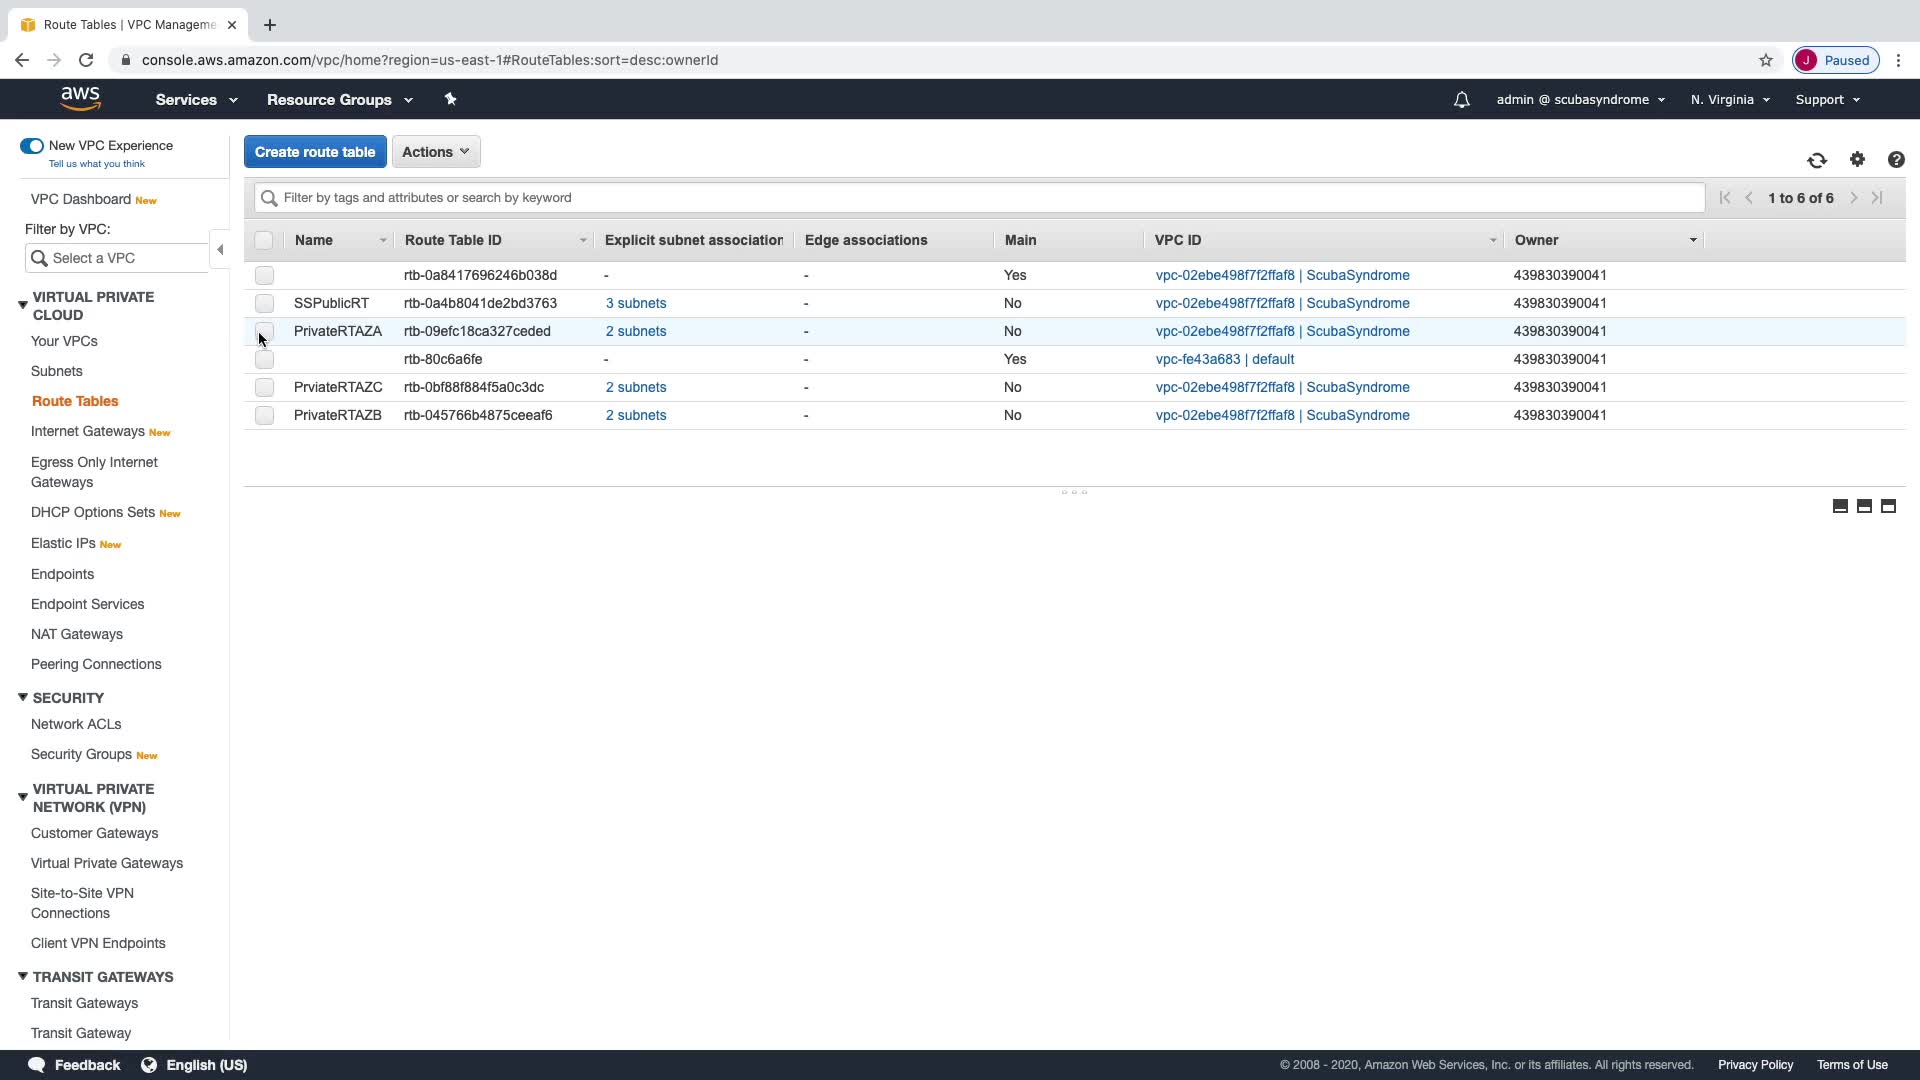 Route Tables | VPC Manageme
console.aws.amazon.com/vpc/home?region=us-east-1#RouteTables:sort=desc:ownerId
J Paused
aws Services Resource Groups admin @ scubasyndrome N. Virginia Support
New VPC Experience
Tell us what you think
VPC Dashboard New
Filter by VPC:
Select a VPC
VIRTUAL PRIVATE
CLOUD
Your VPCs
Subnets
Route Tables
Internet Gateways New
Egress Only Internet
Gateways
DHCP Options Sets New
Elastic IPs New
Endpoints
Endpoint Services
NAT Gateways
Peering Connections
SECURITY
Network ACLs
Security Groups New
VIRTUAL PRIVATE
NETWORK (VPN)
Customer Gateways
Virtual Private Gateways
Site-to-Site VPN
Connections
Client VPN Endpoints
TRANSIT GATEWAYS
Transit Gateways
Transit Gateway
Create route table Actions
Filter by tags and attributes or search by keyword 1 to 6 of 6
Name Route Table ID Explicit subnet association Edge associations Main VPC ID Owner
rtb-0a8417696246b038d - - Yes vpc-02ebe498f7f2ffaf8 | ScubaSyndrome 439830390041
SSPublicRT rtb-0a4b8041de2bd3763 3 subnets - No vpc-02ebe498f7f2ffaf8 | ScubaSyndrome 439830390041
PrivateRTAZA rtb-09efc18ca327ceded 2 subnets - No vpc-02ebe498f7f2ffaf8 | ScubaSyndrome 439830390041
rtb-80c6a6fe - - Yes vpc-fe43a683 | default 439830390041
PrviateRTAZC rtb-0bf88f884f5a0c3dc 2 subnets - No vpc-02ebe498f7f2ffaf8 | ScubaSyndrome 439830390041
PrivateRTAZB rtb-045766b4875ceeaf6 2 subnets - No vpc-02ebe498f7f2ffaf8 | ScubaSyndrome 439830390041
Feedback English (US) © 2008 - 2020, Amazon Web Services, Inc. or its affiliates. All rights reserved. Privacy Policy Terms of Use